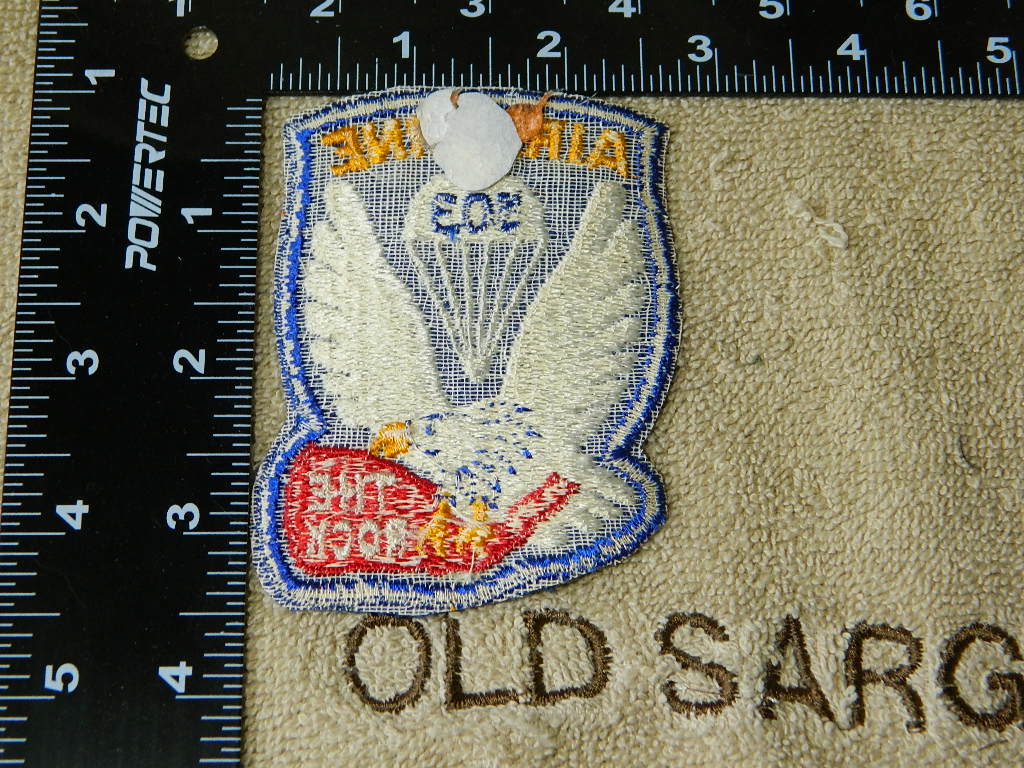 1 2 3 4 5 6
1 2 3 4 5
1 2 3 4 5
1 2 3 4
POWERTEC
503
THE
ROCK
OLD SARG